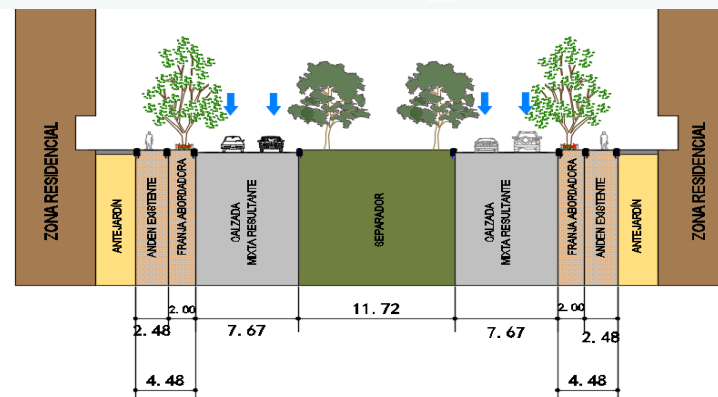 ZONA RESIDENCIAL
ANTEJARDÍN
ANDEN EXISTENTE
FRANJA ABORDADORA
CALZADA
MIXTA RESULTANTE
SEPARADOR
CALZADA
MIXTA RESULTANTE
FRANJA ABORDADORA
ANDEN EXISTENTE
ANTEJARDÍN
ZONA RESIDENCIAL
2.48
2.00
7.67
11.72
7.67
2.00
2.48
4.48
4.48